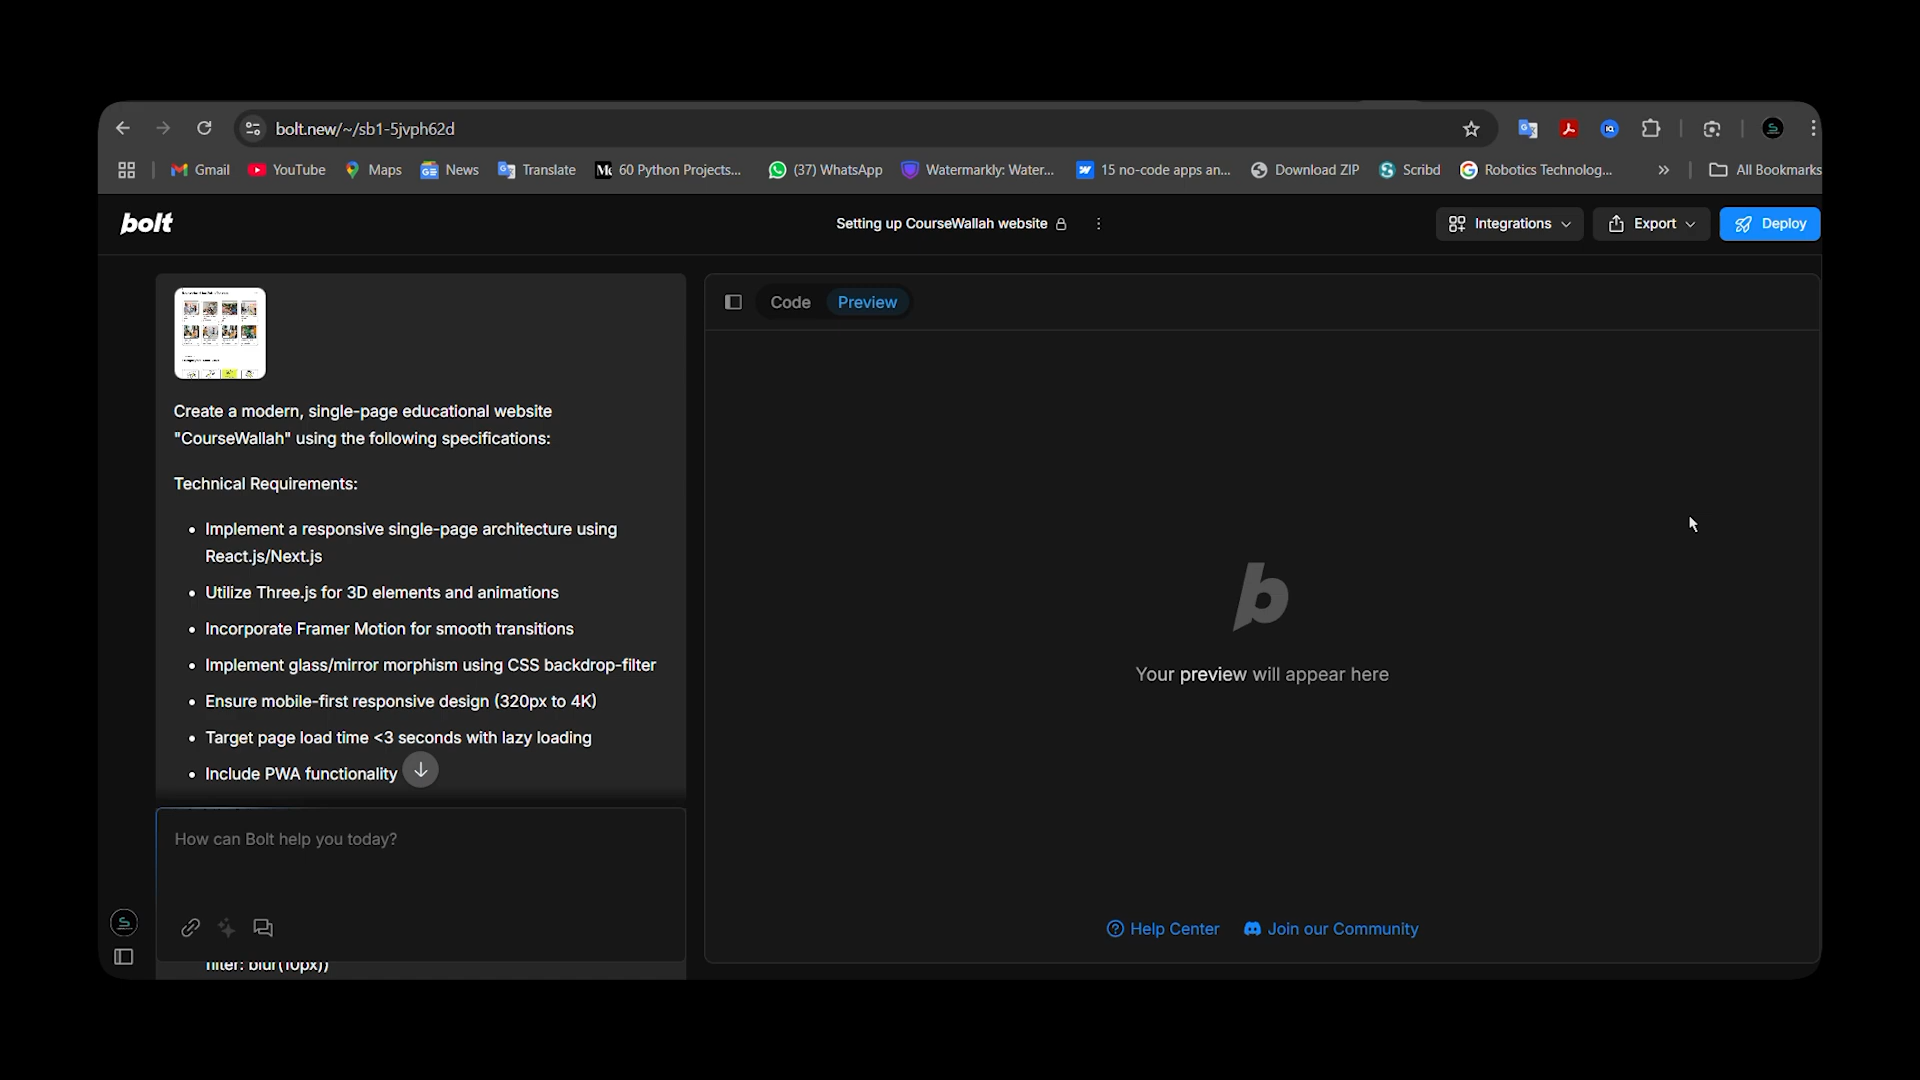 bolt.new/~/sb1-5jvph62d
Gmail
YouTube
Maps
News
Translate
60 Python Projects...
(37) WhatsApp
Watermarkly: Water...
15 no-code apps an...
Download ZIP
Scribd
Robotics Technolog...
»
All Bookmarks
bolt
Setting up CourseWallah website
Integrations
Export
Deploy
Code
Preview
Create a modern, single-page educational website
"CourseWallah" using the following specifications:
Technical Requirements:
• Implement a responsive single-page architecture using
React.js/Next.js
• Utilize Three.js for 3D elements and animations
• Incorporate Framer Motion for smooth transitions
• Implement glass/mirror morphism using CSS backdrop-filter
• Ensure mobile-first responsive design (320px to 4K)
• Target page load time <3 seconds with lazy loading
• Include PWA functionality
How can Bolt help you today?
filter: blur(10px))
b
Your preview will appear here
Help Center
Join our Community